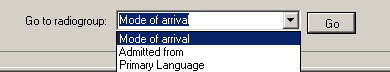 Go to radiogroup: Mode of arrival Go
Mode of arrival
Admitted from
Primary Language